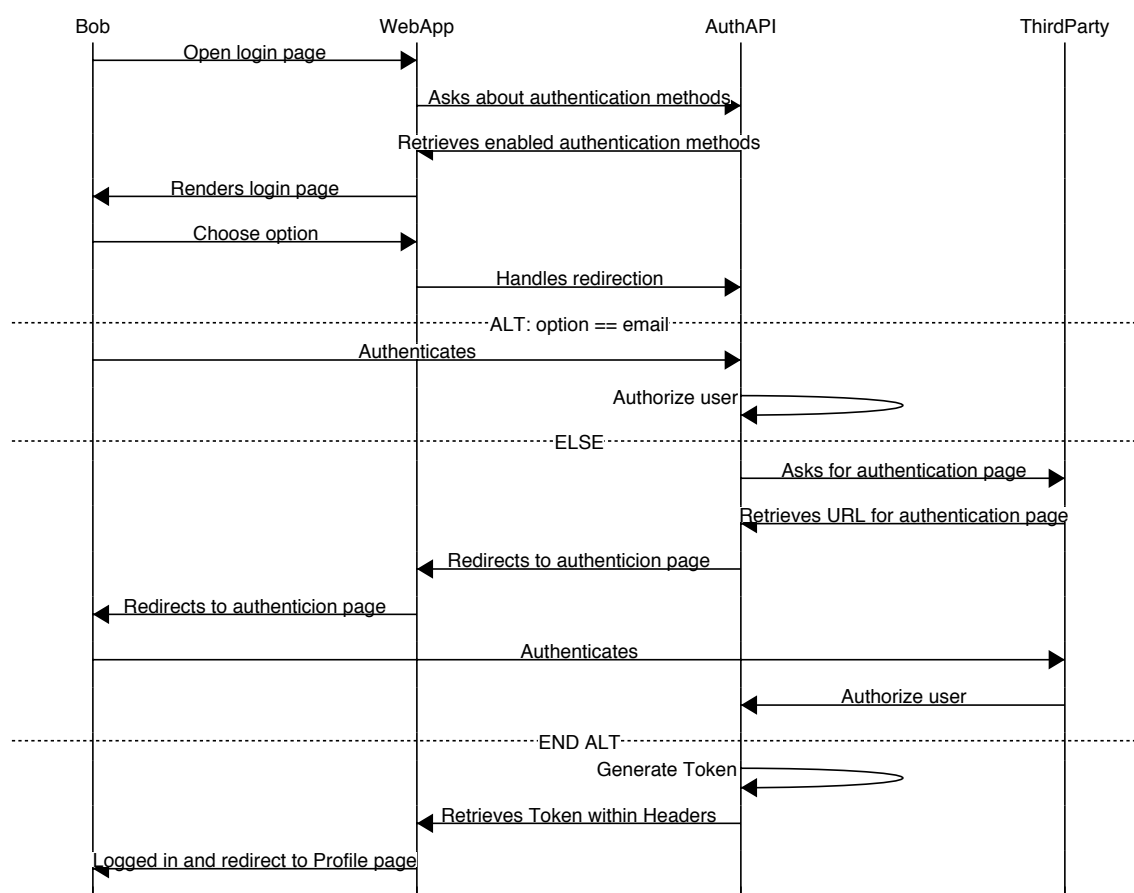 Bob WebApp AuthAPI ThirdParty
Open login page
Asks about authentication methods
Retrieves enabled authentication methods
Renders login page
Choose option
Handles redirection
ALT: option == email
Authenticates
Authorize user
ELSE
Asks for authentication page
Retrieves URL for authentication page
Redirects to authenticion page
Redirects to authenticion page
Authenticates
Authorize user
END ALT
Generate Token
Retrieves Token within Headers
Logged in and redirect to Profile page